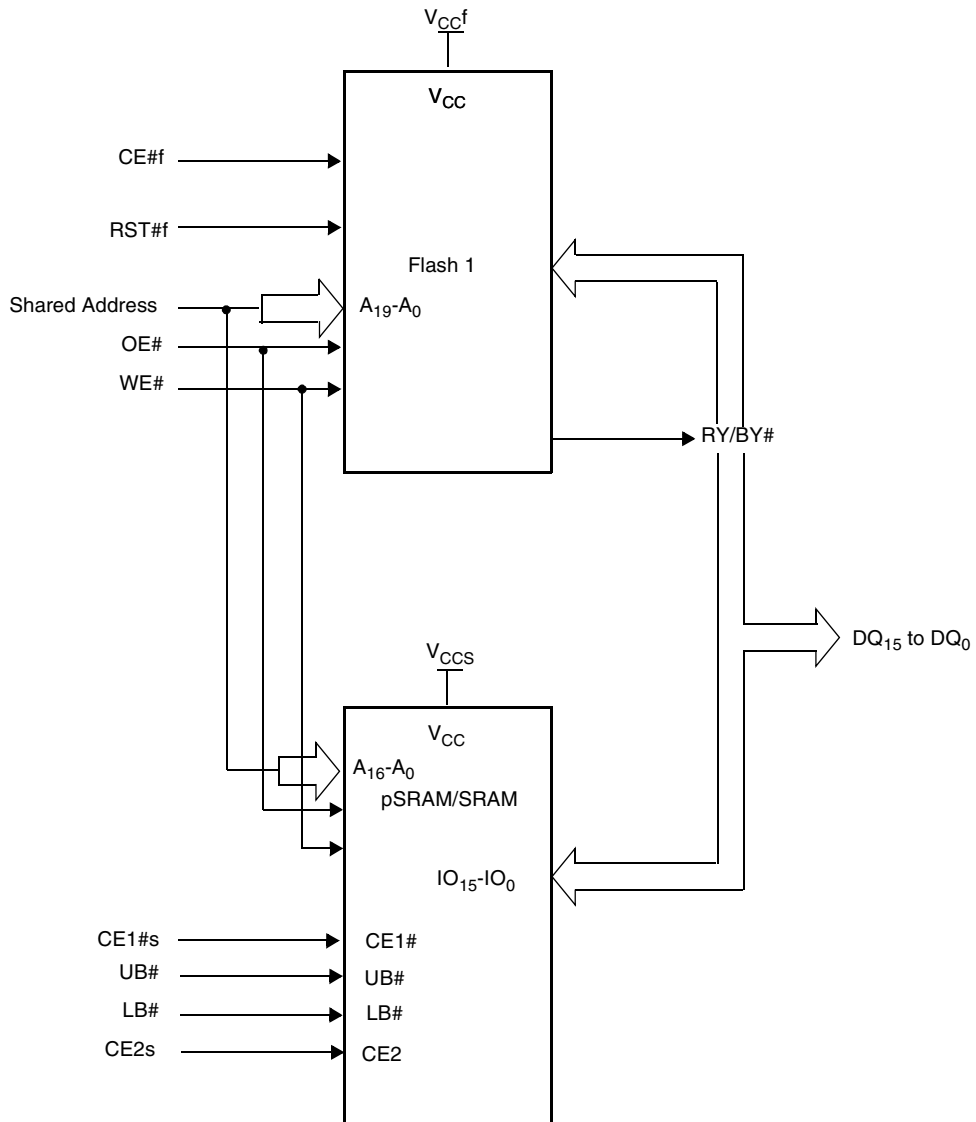 V_CCf
V_CC
CE#f
RST#f
Flash 1
Shared Address
A_19-A_0
OE#
WE#
RY/BY#
DQ_15 to DQ_0
V_CCS
V_CC
A_16-A_0
pSRAM/SRAM
IO_15-IO_0
CE1#s
CE1#
UB#
UB#
LB#
LB#
CE2s
CE2